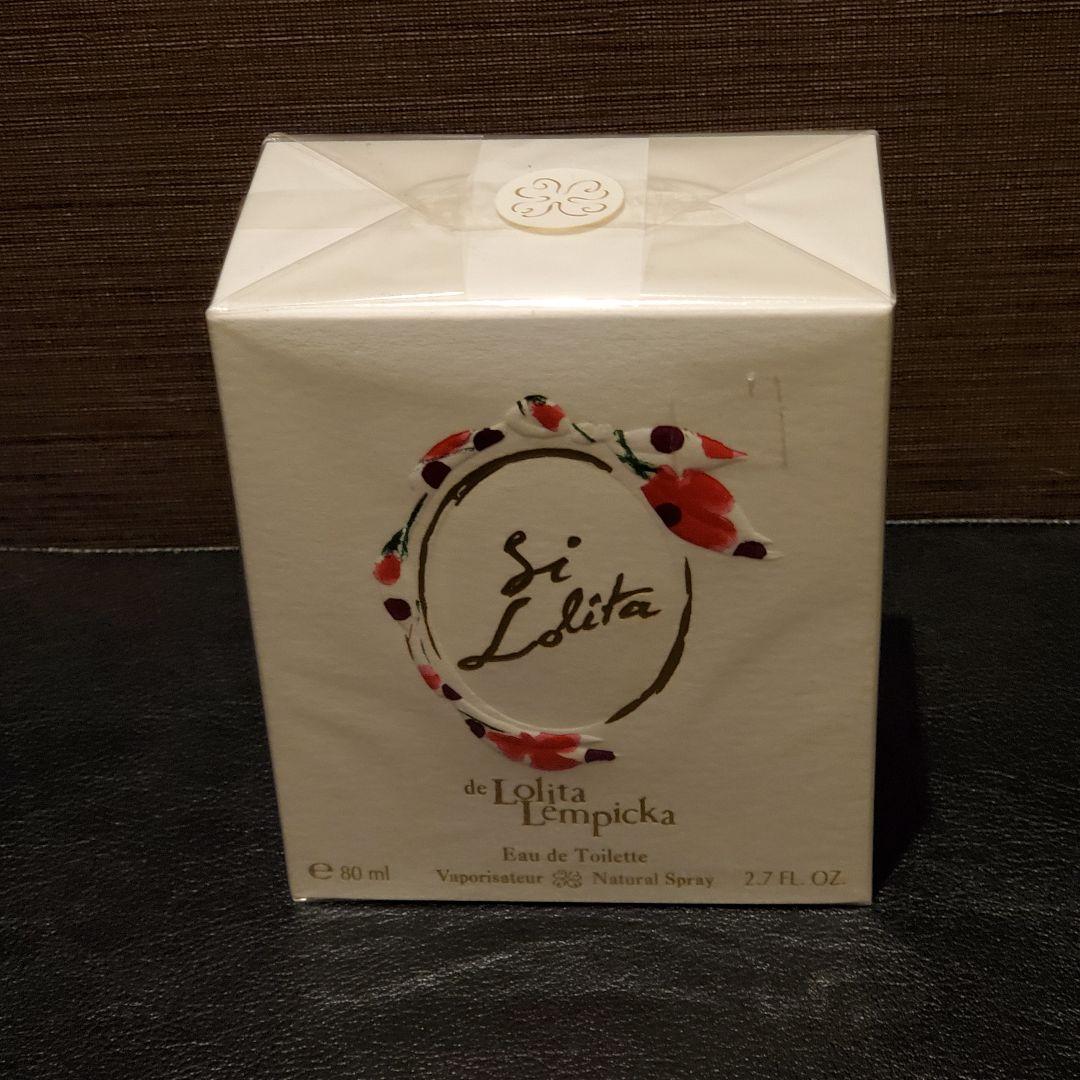 Si
Lolita
de Lolita
Lempicka
Eau de Toilette
℮ 80 ml Vaporisateur Natural Spray 2.7 FL. OZ.